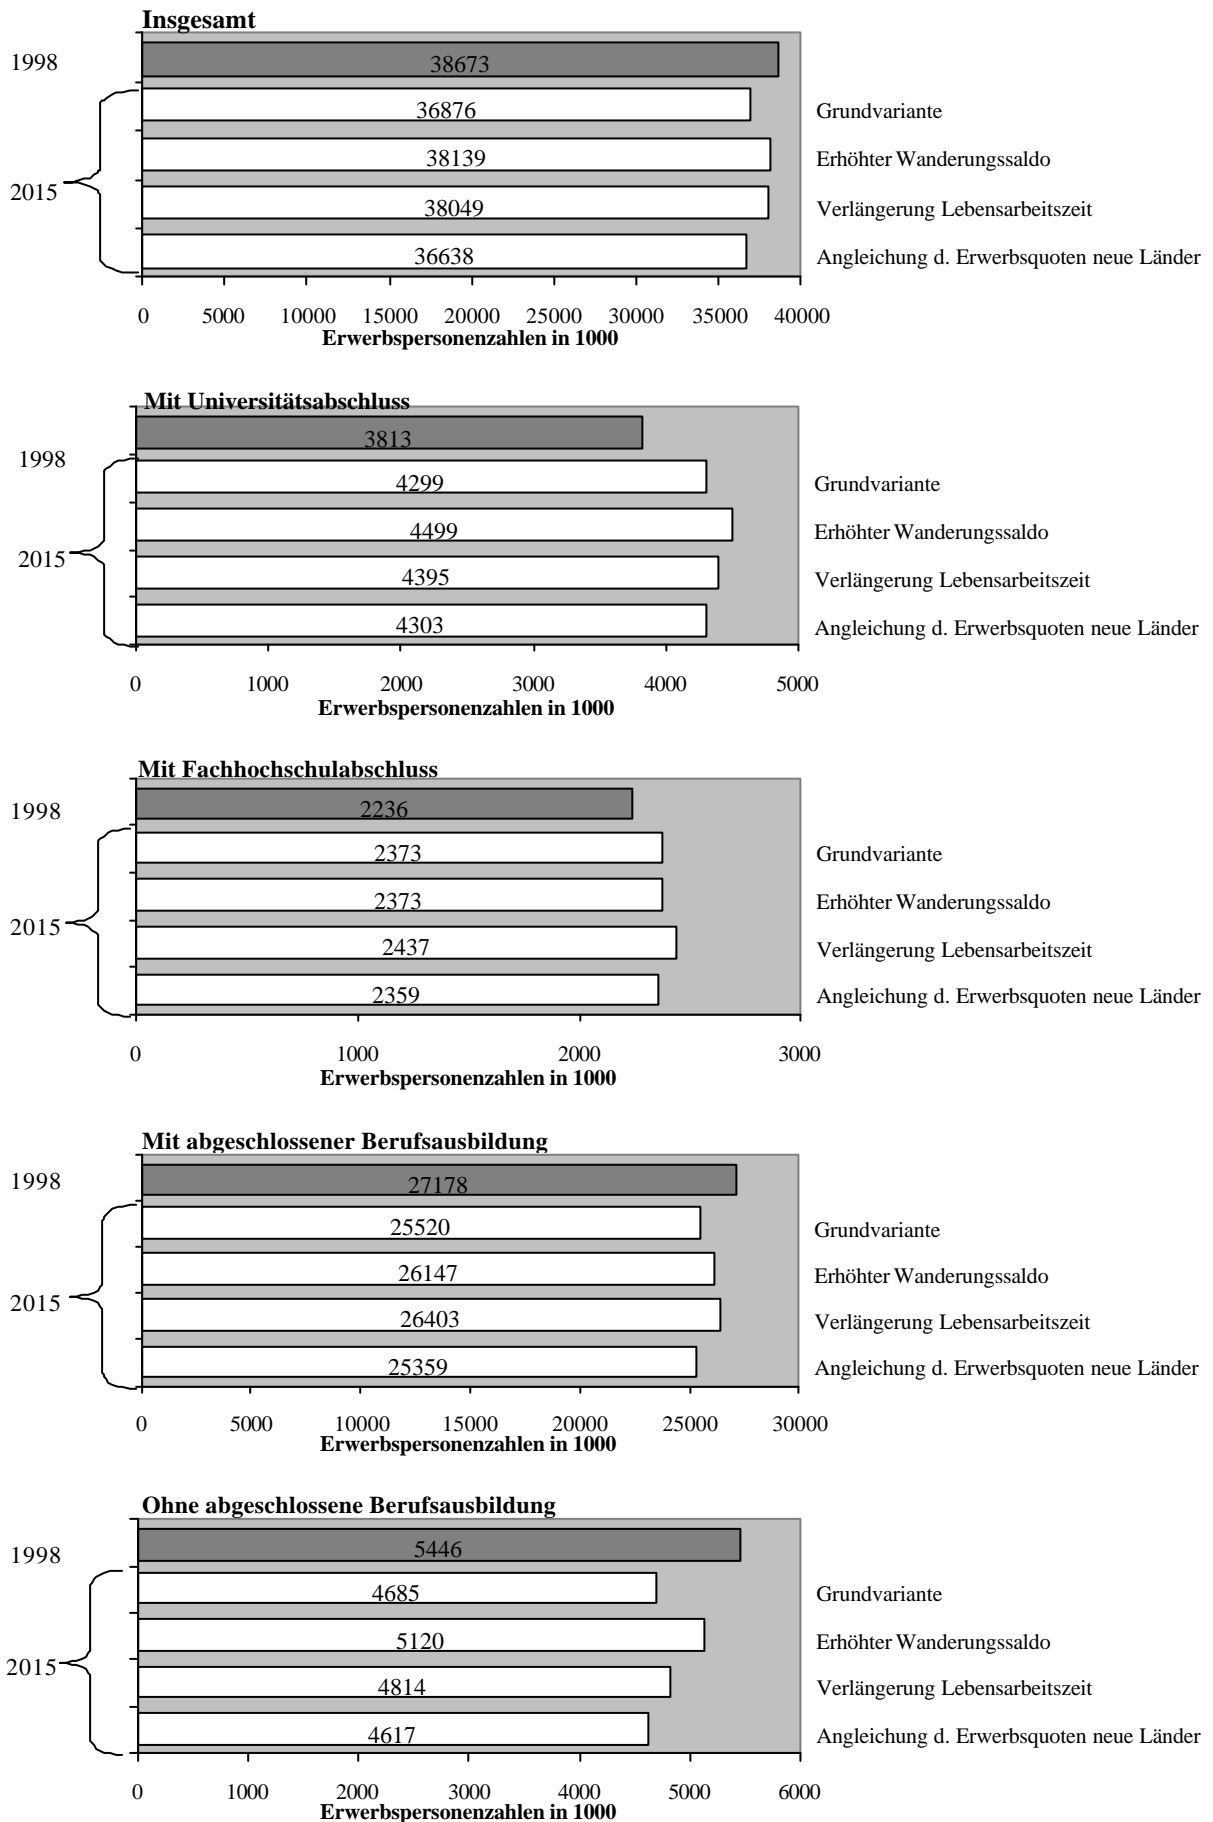 Insgesamt
1998
38673
36876
Grundvariante
38139
Erhöhter Wanderungssaldo
2015
38049
Verlängerung Lebensarbeitszeit
36638
Angleichung d. Erwerbsquoten neue Länder
0 5000 10000 15000 20000 25000 30000 35000 40000
Erwerbspersonenzahlen in 1000
Mit Universitätsabschluss
3813
1998
4299
Grundvariante
4499
Erhöhter Wanderungssaldo
2015
4395
Verlängerung Lebensarbeitszeit
4303
Angleichung d. Erwerbsquoten neue Länder
0 1000 2000 3000 4000 5000
Erwerbspersonenzahlen in 1000
Mit Fachhochschulabschluss
1998
2236
2373
Grundvariante
2373
Erhöhter Wanderungssaldo
2015
2437
Verlängerung Lebensarbeitszeit
2359
Angleichung d. Erwerbsquoten neue Länder
0 1000 2000 3000
Erwerbspersonenzahlen in 1000
Mit abgeschlossener Berufsausbildung
1998
27178
25520
Grundvariante
26147
Erhöhter Wanderungssaldo
2015
26403
Verlängerung Lebensarbeitszeit
25359
Angleichung d. Erwerbsquoten neue Länder
0 5000 10000 15000 20000 25000 30000
Erwerbspersonenzahlen in 1000
Ohne abgeschlossene Berufsausbildung
1998
5446
4685
Grundvariante
5120
Erhöhter Wanderungssaldo
2015
4814
Verlängerung Lebensarbeitszeit
4617
Angleichung d. Erwerbsquoten neue Länder
0 1000 2000 3000 4000 5000 6000
Erwerbspersonenzahlen in 1000